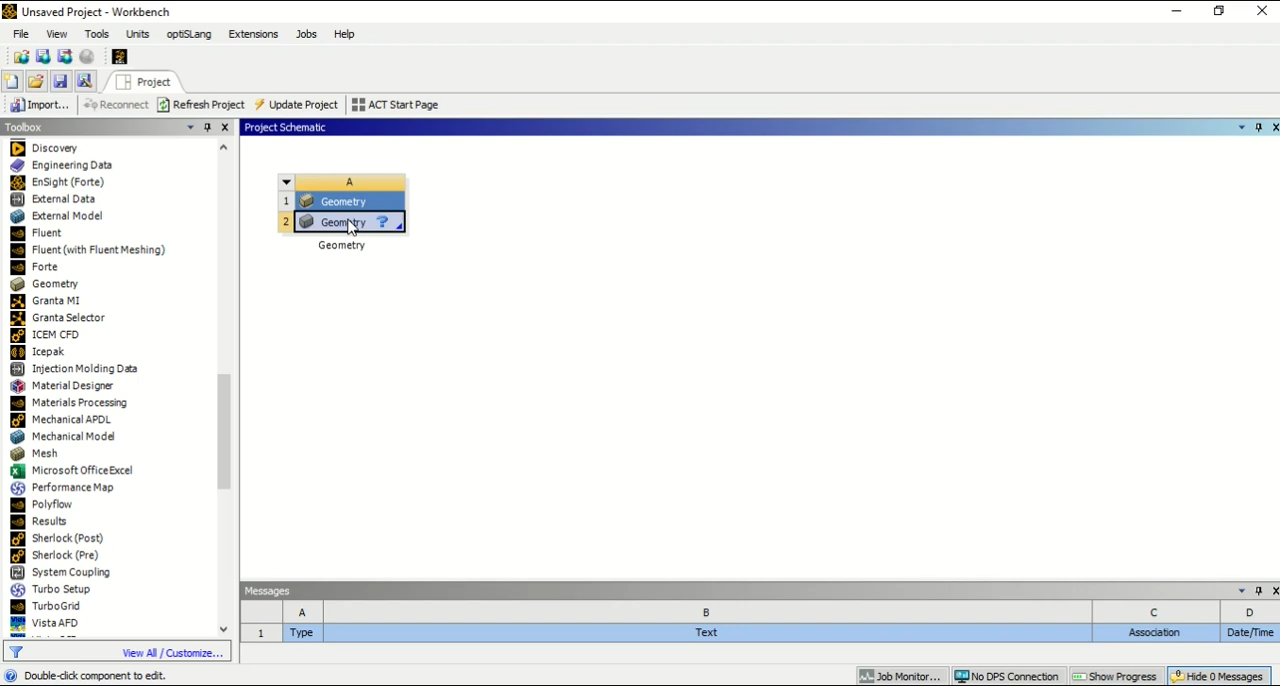 Unsaved Project - Workbench
File View Tools Units optiSLang Extensions Jobs Help
Project
Import... Reconnect Refresh Project Update Project ACT Start Page
Toolbox
Discovery
Engineering Data
EnSight (Forte)
External Data
External Model
Fluent
Fluent (with Fluent Meshing)
Forte
Geometry
Granta MI
Granta Selector
ICEM CFD
Icepak
Injection Molding Data
Material Designer
Materials Processing
Mechanical APDL
Mechanical Model
Mesh
Microsoft Office Excel
Performance Map
Polyflow
Results
Sherlock (Post)
Sherlock (Pre)
System Coupling
Turbo Setup
TurboGrid
Vista AFD
View All / Customize...
Project Schematic
A
1 Geometry
2 Geometry ?
Geometry
Messages
A B C D
1 Type Text Association Date/Time
Double-click component to edit.
Job Monitor... No DPS Connection Show Progress 0 Hide 0 Messages